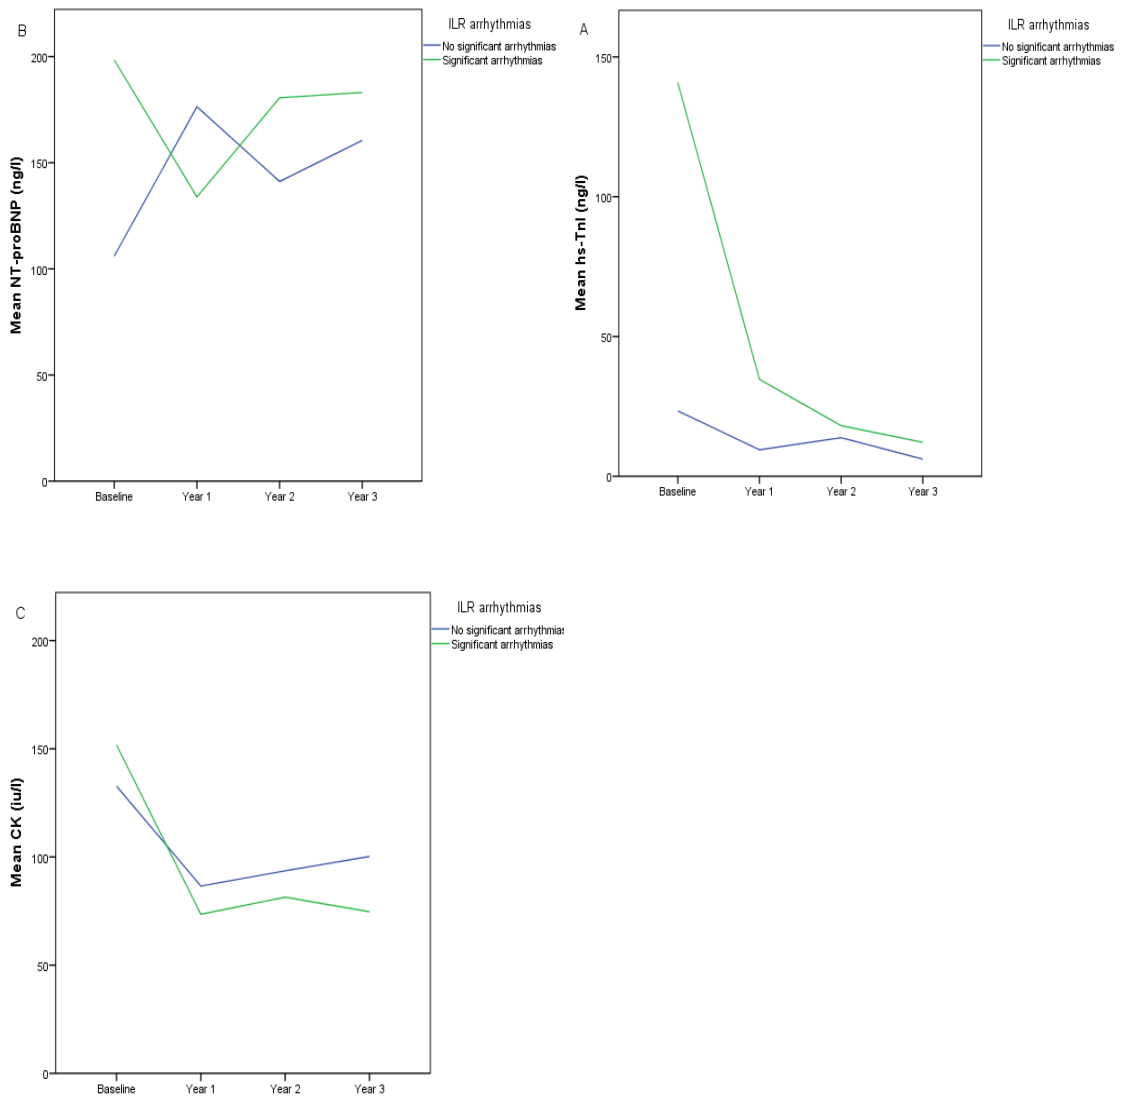 B
ILR arrhythmias
No significant arrhythmias
Significant arrhythmias
Mean NT-proBNP (ng/l)
200
150
100
50
0
Baseline Year 1 Year 2 Year 3
A
ILR arrhythmias
No significant arrhythmias
Significant arrhythmias
Mean hs-TnI (ng/l)
150
100
50
0
Baseline Year 1 Year 2 Year 3
C
ILR arrhythmias
No significant arrhythmias
Significant arrhythmias
Mean CK (iu/l)
200
150
100
50
0
Baseline Year 1 Year 2 Year 3